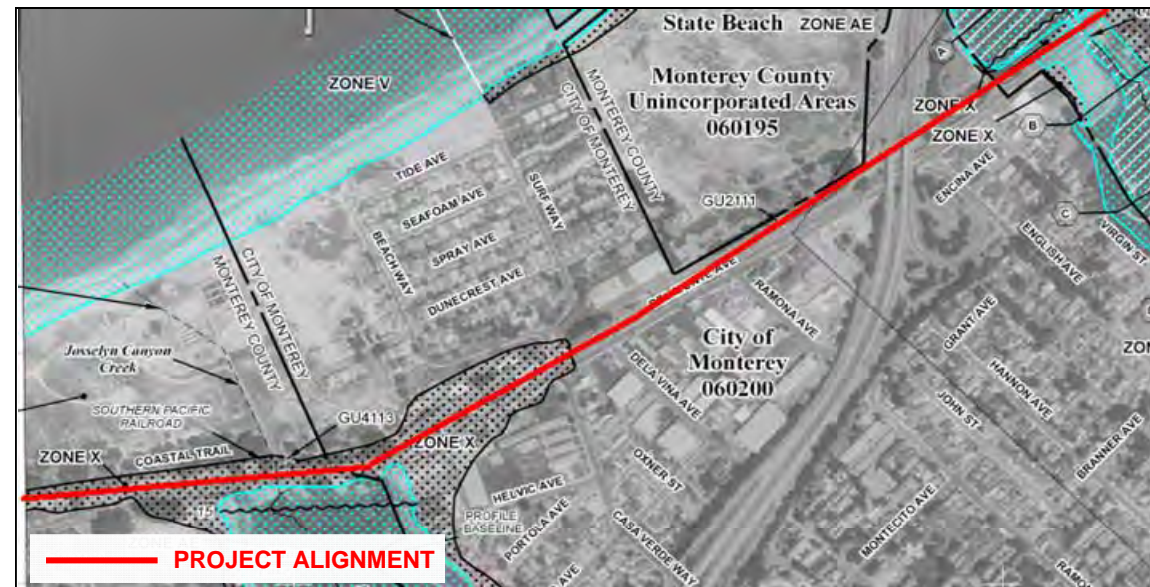 State Beach
ZONE AE
ZONE V
Monterey County
Unincorporated Areas
060195
MONTEREY COUNTY
CITY OF MONTEREY
A
ZONE X
ZONE X
B
TIDE AVE
SEAFOAM AVE
SURF WAY
GU2111
ENCINA AVE
C
BEACH WAY
SPRAY AVE
ENGLISH AVE
VIRGIN ST
CITY OF MONTEREY
MONTEREY COUNTY
DUNECREST AVE
RAMONA AVE
GRANT AVE
City of
Monterey
060200
Josselyn Canyon
Creek
DELA VINA AVE
HANNON AVE
JOHN ST
SOUTHERN PACIFIC
RAILROAD
GU4113
BRANNER AVE
ZONE X
COASTAL TRAIL
ZONE X
OXNER ST
HELVIC AVE
PROFILE
BASELINE
PORTOLA AVE
CASA VERDE WAY
MONTECITO AVE
PROJECT ALIGNMENT